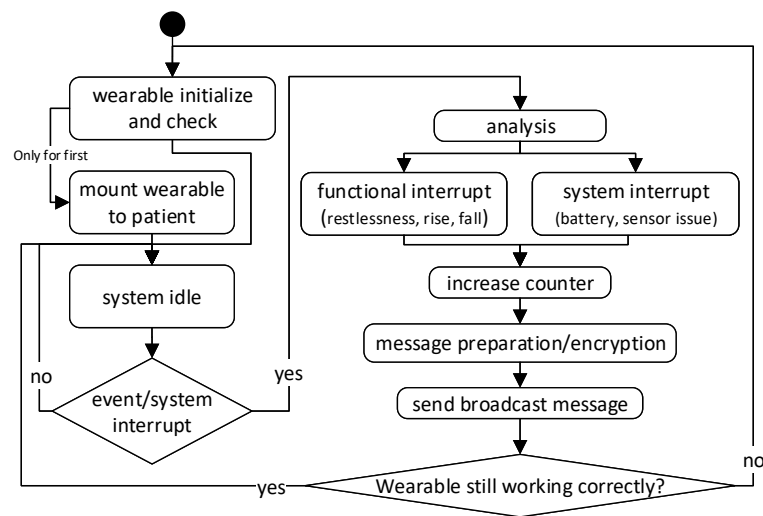 wearable initialize
and check
Only for first
mount wearable
to patient
system idle
no
event/system
interrupt
yes
analysis
functional interrupt
(restlessness, rise, fall)
system interrupt
(battery, sensor issue)
increase counter
message preparation/encryption
send broadcast message
Wearable still working correctly?
yes
no